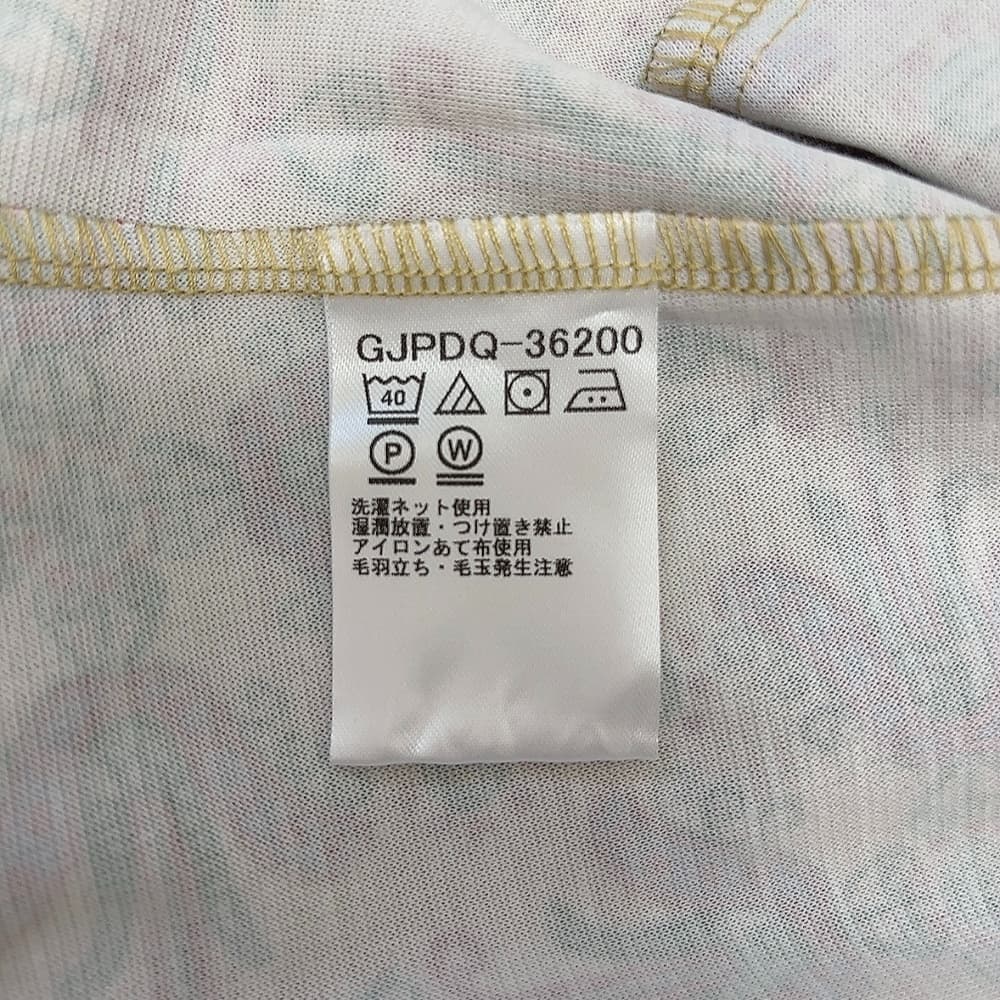 GJPDQ-36200
40
P W
洗濯ネット使用
湿潤放置・つけ置き禁止
アイロンあて布使用
毛羽立ち・毛玉発生注意